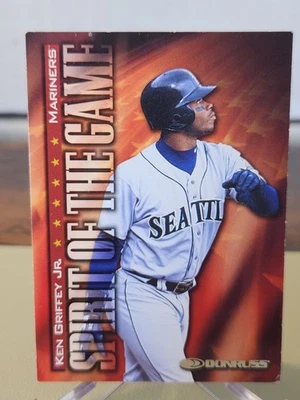 KEN GRIFFEY JR. ★ ★ ★ ★ ★ ★ MARINERS
SPIRIT OF THE GAME
SEATTL
DONRUSS